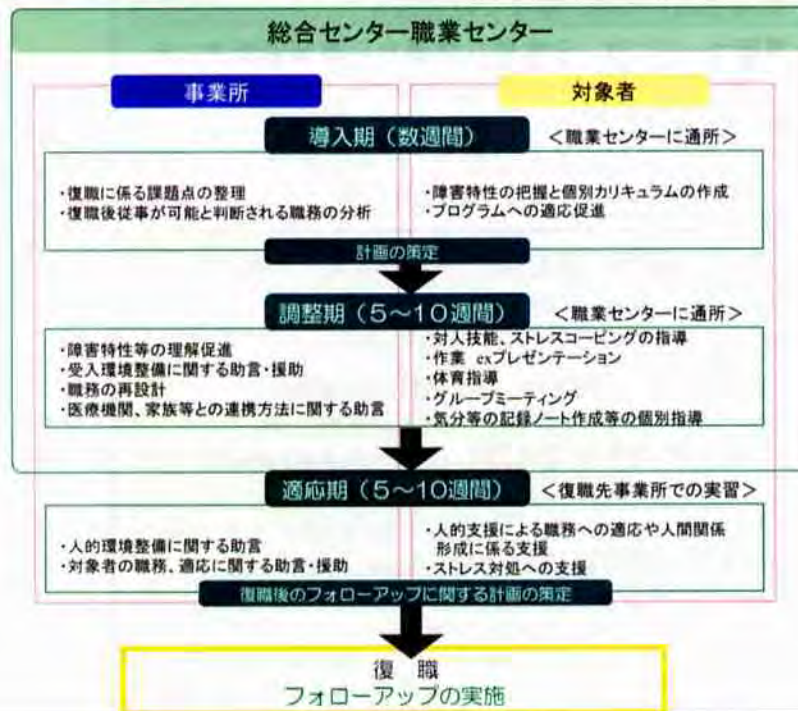 総合センター職業センター
事業所
対象者
導入期(数週間)
<職業センターに通所>
・復職に係る課題点の整理
・復職後従事が可能と判断される職務の分析
・障害特性の把握と個別カリキュラムの作成
・プログラムへの適応促進
計画の策定
調整期(5~10週間)
<職業センターに通所>
・障害特性等の理解促進
・受入環境整備に関する助言・援助
・職務の再設計
・医療機関、家族等との連携方法に関する助言
・対人技能、ストレスコーピングの指導
・作業 exプレゼンテーション
・体育指導
・グループミーティング
・気分等の記録ノート作成等の個別指導
適応期(5~10週間)
<復職先事業所での実習>
・人的環境整備に関する助言
・対象者の職務、適応に関する助言・援助
・人的支援による職務への適応や人間関係
形成に係る支援
・ストレス対処への支援
復職後のフォローアップに関する計画の策定
復 職
フォローアップの実施